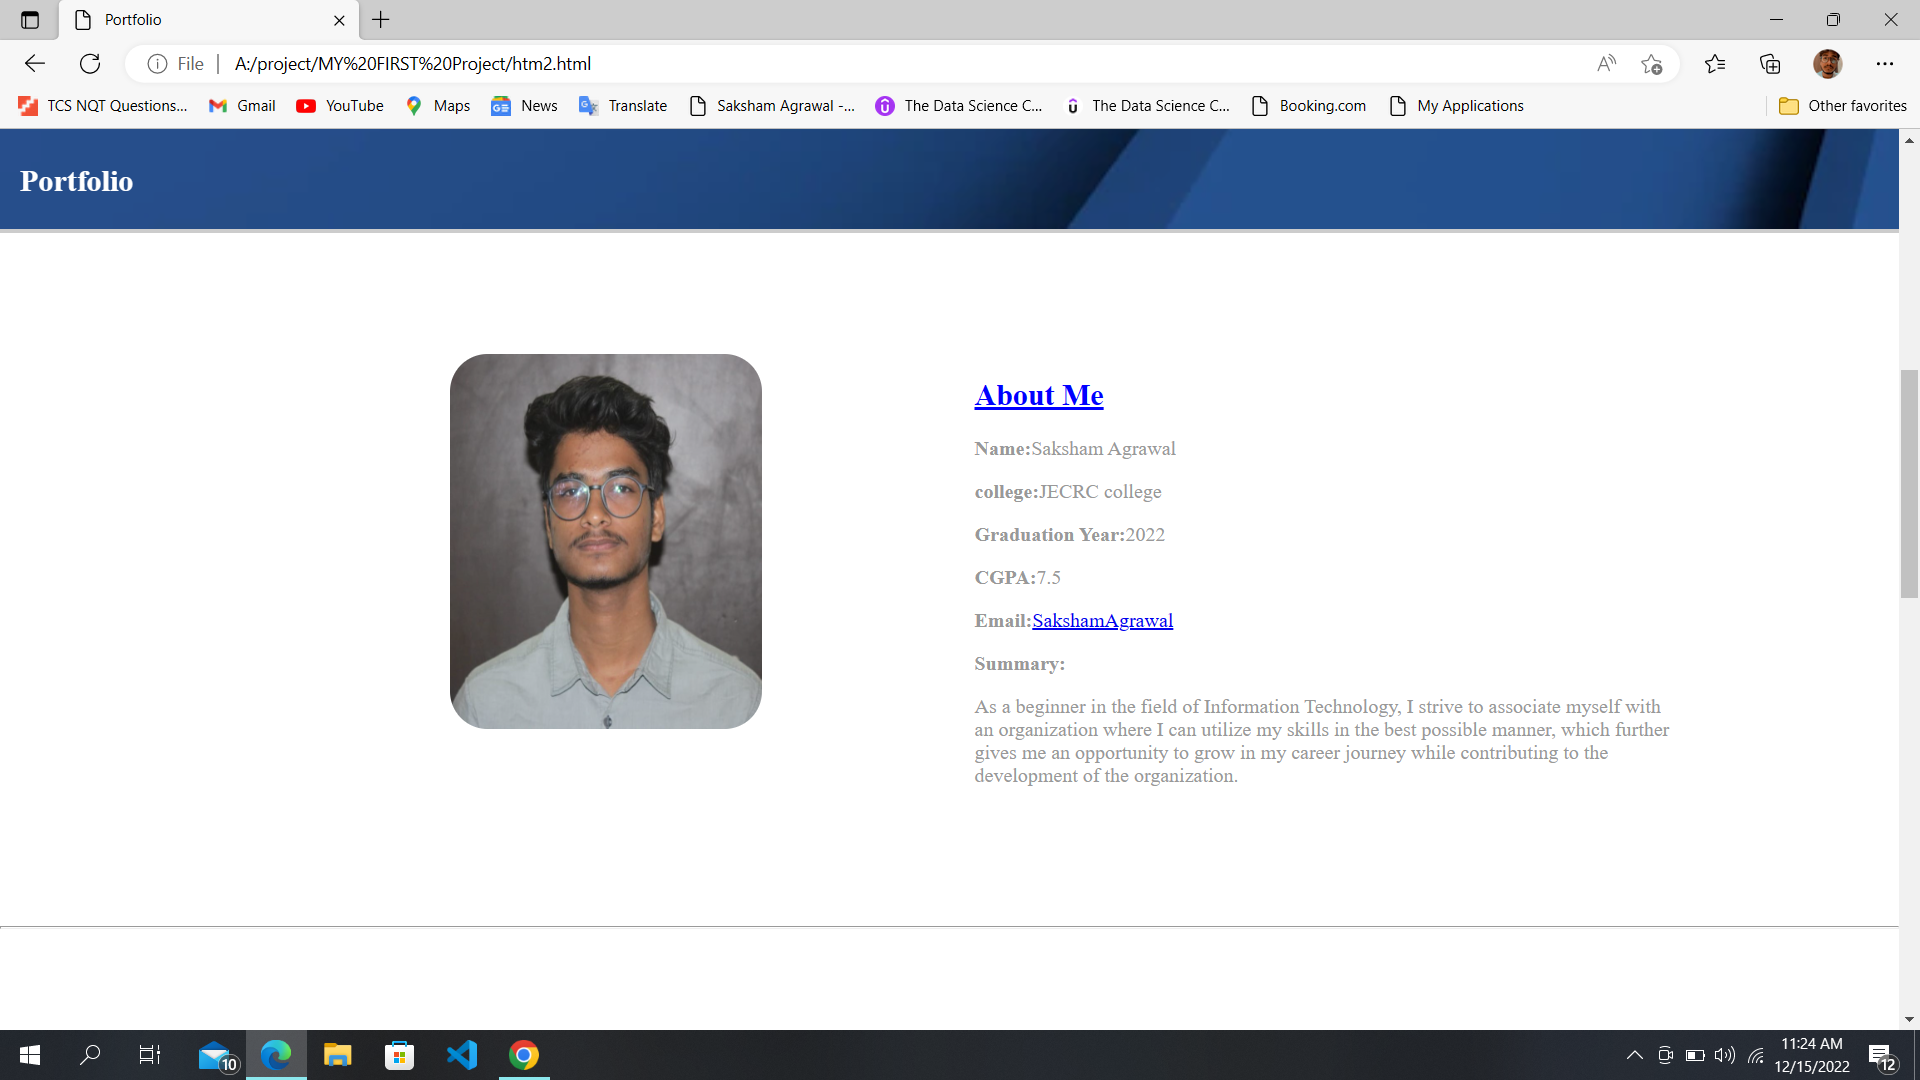 Portfolio
File
A:/project/MY%20FIRST%20Project/htm2.html
TCS NQT Questions...
Gmail
YouTube
Maps
News
Translate
Saksham Agrawal -...
The Data Science C...
The Data Science C...
Booking.com
My Applications
Other favorites
Portfolio
About Me
Name:Saksham Agrawal
college:JECRC college
Graduation Year:2022
CGPA:7.5
Email:SakshamAgrawal
Summary:
As a beginner in the field of Information Technology, I strive to associate myself with
an organization where I can utilize my skills in the best possible manner, which further
gives me an opportunity to grow in my career journey while contributing to the
development of the organization.
10
11:24 AM
12/15/2022
12